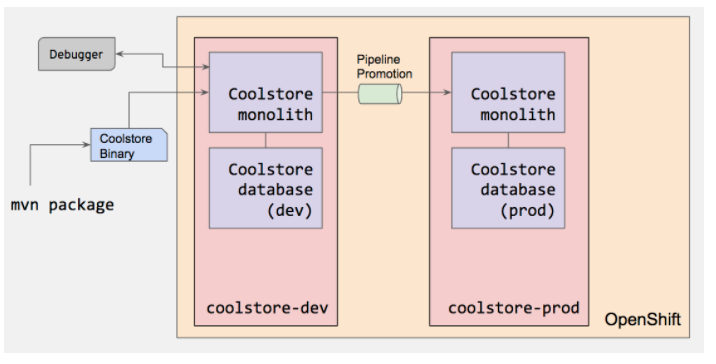 Debugger
Coolstore
Binary
mvn package
Coolstore
monolith
Coolstore
database
(dev)
coolstore-dev
Pipeline
Promotion
Coolstore
monolith
Coolstore
database
(prod)
coolstore-prod
OpenShift